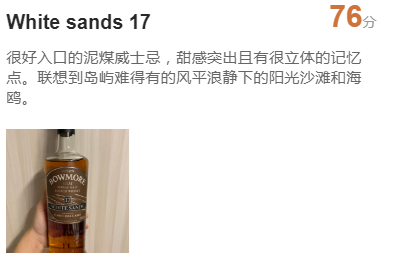 White sands 17
76分
很好入口的泥煤威士忌，甜感突出且有很立体的记忆
点。联想到岛屿难得有的风平浪静下的阳光沙滩和海
鸥。
BOWMORE
WHITE SANDS